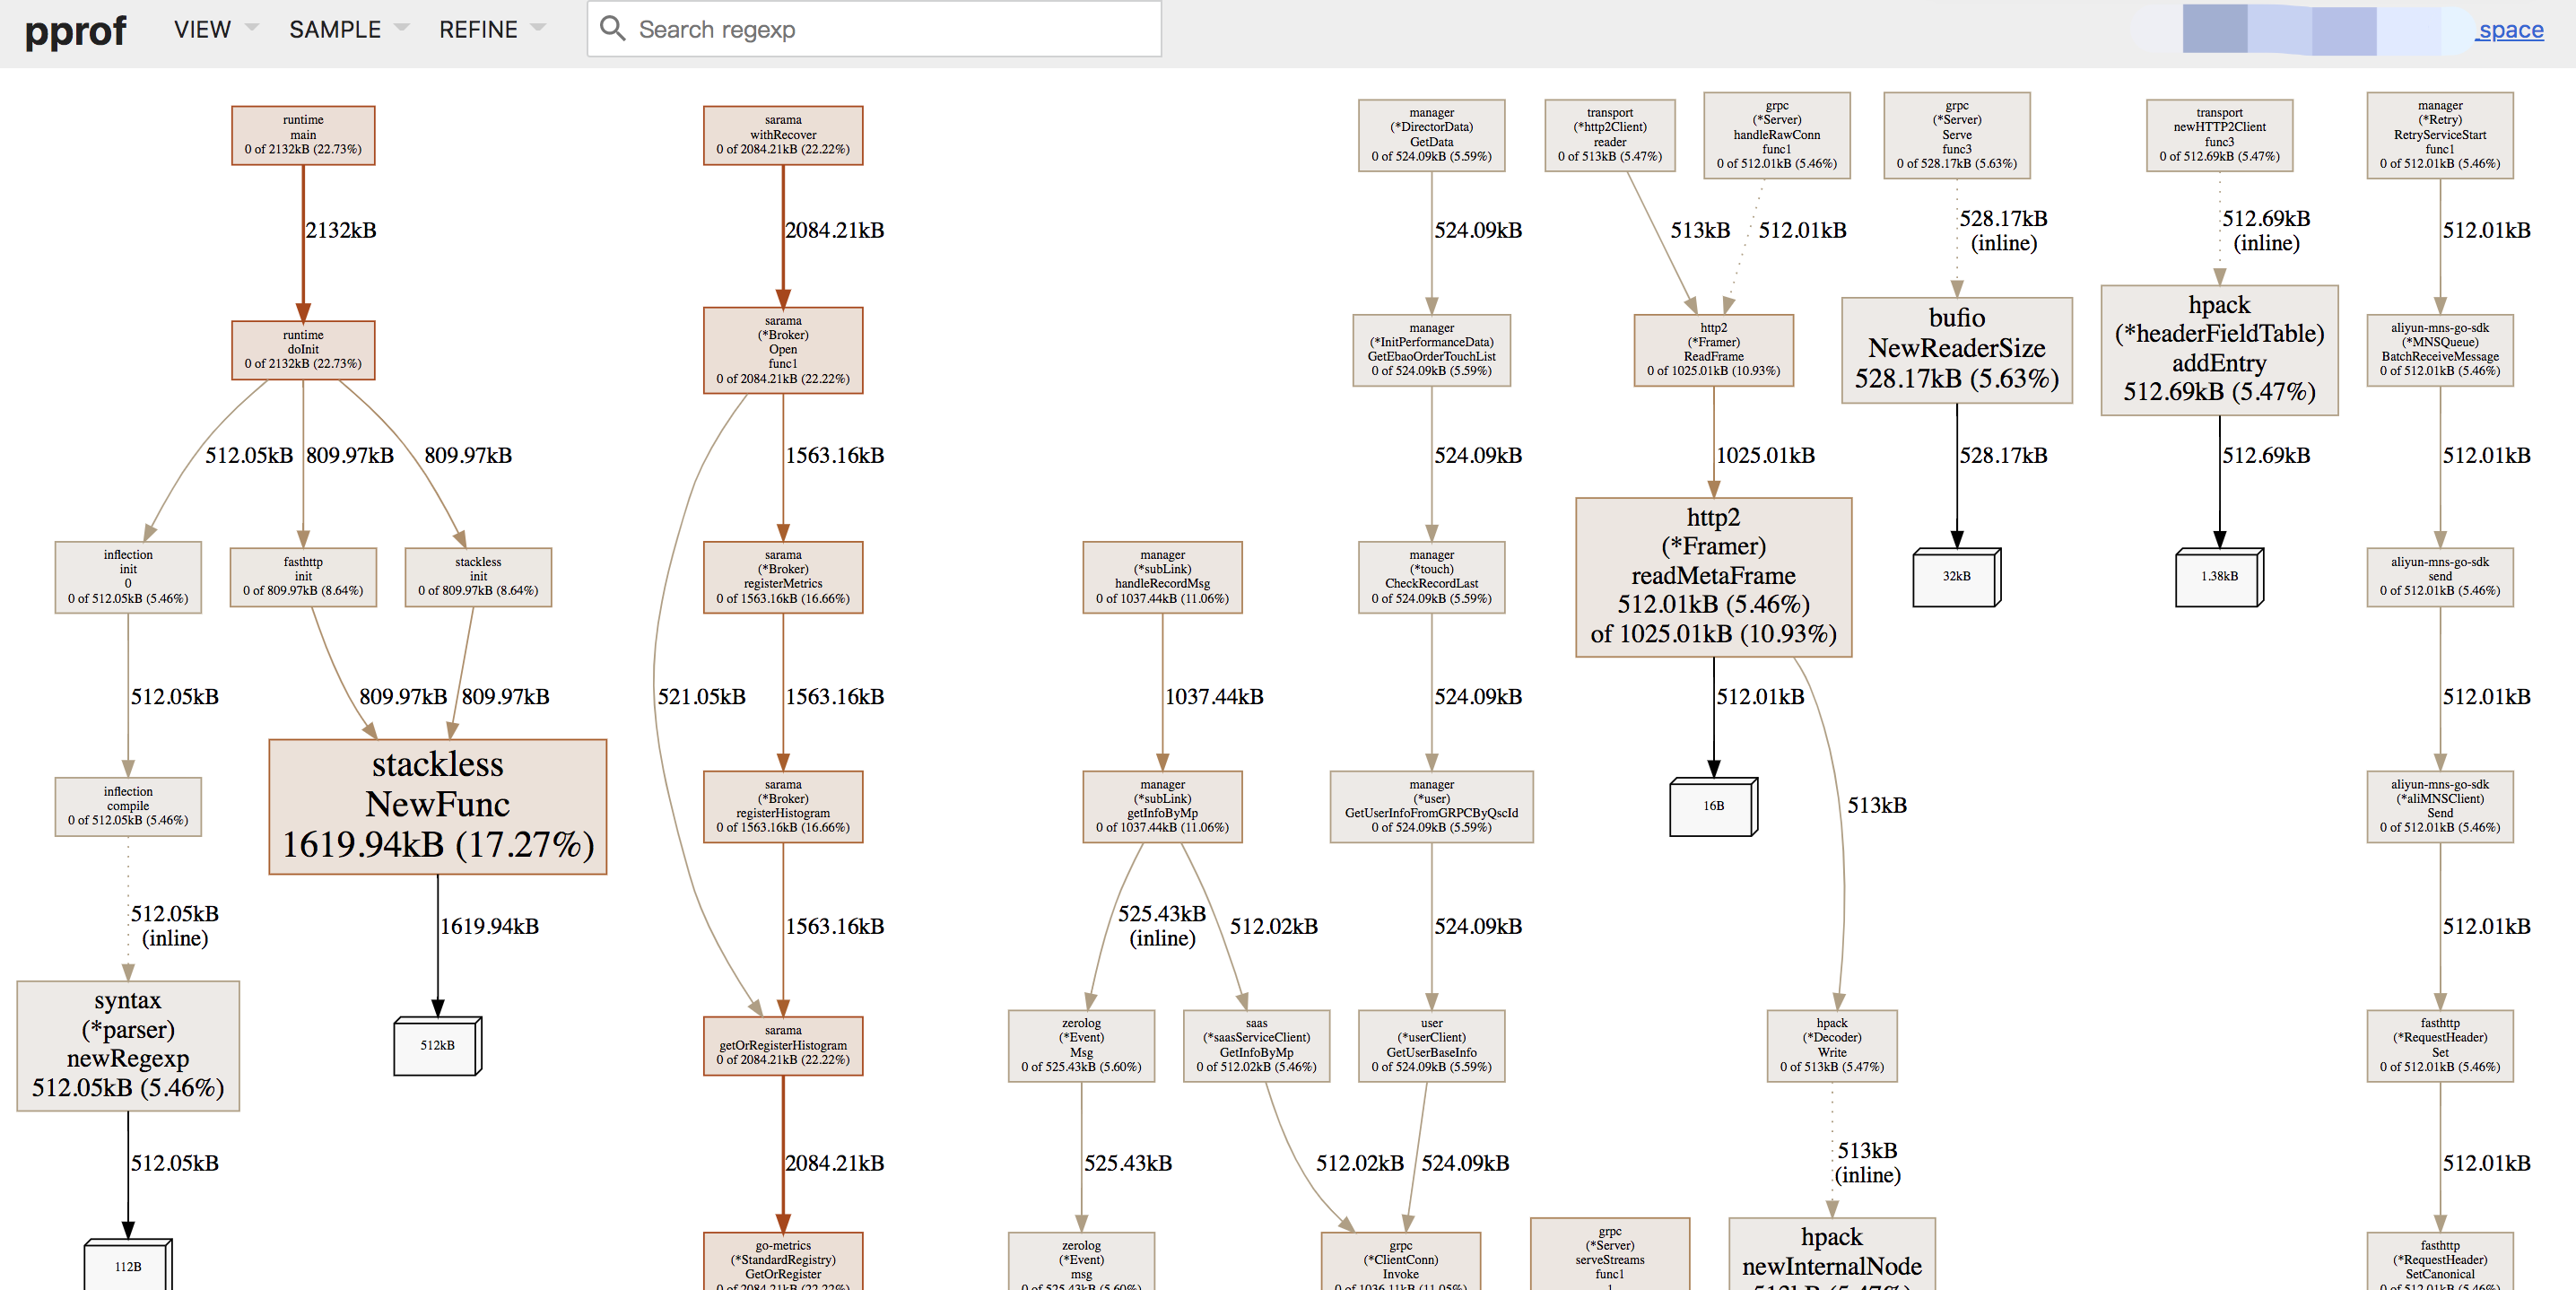 pprof
VIEW
SAMPLE
REFINE
Search regexp
space
runtime
main
0 of 2132kB (22.73%)
2132kB
runtime
doInit
0 of 2132kB (22.73%)
512.05kB
809.97kB
809.97kB
inflection
init
0
0 of 512.05kB (5.46%)
fasthttp
init
0 of 809.97kB (8.64%)
stackless
init
0 of 809.97kB (8.64%)
512.05kB
809.97kB
809.97kB
inflection
compile
0 of 512.05kB (5.46%)
stackless
NewFunc
1619.94kB (17.27%)
512.05kB
(inline)
1619.94kB
syntax
(*parser)
newRegexp
512.05kB (5.46%)
512kB
512.05kB
112B
sarama
withRecover
0 of 2084.21kB (22.22%)
2084.21kB
sarama
(*Broker)
Open
func1
0 of 2084.21kB (22.22%)
1563.16kB
sarama
(*Broker)
registerMetrics
0 of 1563.16kB (16.66%)
521.05kB
1563.16kB
sarama
(*Broker)
registerHistogram
0 of 1563.16kB (16.66%)
1563.16kB
sarama
getOrRegisterHistogram
0 of 2084.21kB (22.22%)
2084.21kB
go-metrics
(*StandardRegistry)
GetOrRegister
0 of 2084.21kB (22.22%)
manager
(*subLink)
handleRecordMsg
0 of 1037.44kB (11.06%)
1037.44kB
manager
(*subLink)
getInfoByMp
0 of 1037.44kB (11.06%)
525.43kB
(inline)
512.02kB
zerolog
(*Event)
Msg
0 of 525.43kB (5.60%)
saas
(*saasServiceClient)
GetInfoByMp
0 of 512.02kB (5.46%)
525.43kB
512.02kB
zerolog
(*Event)
msg
0 of 525.43kB (5.60%)
manager
(*DirectorData)
GetData
0 of 524.09kB (5.59%)
524.09kB
manager
(*InitPerformanceData)
GetEbaoOrderTouchList
0 of 524.09kB (5.59%)
524.09kB
manager
(*touch)
CheckRecordLast
0 of 524.09kB (5.59%)
524.09kB
manager
(*user)
GetUserInfoFromGRPCByQscId
0 of 524.09kB (5.59%)
524.09kB
user
(*userClient)
GetUserBaseInfo
0 of 524.09kB (5.59%)
524.09kB
grpc
(*ClientConn)
Invoke
0 of 1036.11kB (11.05%)
transport
(*http2Client)
reader
0 of 513kB (5.47%)
grpc
(*Server)
handleRawConn
func1
0 of 512.01kB (5.46%)
513kB
512.01kB
http2
(*Framer)
ReadFrame
0 of 1025.01kB (10.93%)
1025.01kB
http2
(*Framer)
readMetaFrame
512.01kB (5.46%)
of 1025.01kB (10.93%)
512.01kB
16B
513kB
hpack
(*Decoder)
Write
0 of 513kB (5.47%)
513kB
(inline)
grpc
(*Server)
serveStreams
func1
hpack
newInternalNode
513kB (5.47%)
grpc
(*Server)
Serve
func3
0 of 528.17kB (5.63%)
528.17kB
(inline)
bufio
NewReaderSize
528.17kB (5.63%)
528.17kB
32kB
transport
newHTTP2Client
func3
0 of 512.69kB (5.47%)
512.69kB
(inline)
hpack
(*headerFieldTable)
addEntry
512.69kB (5.47%)
512.69kB
1.38kB
manager
(*Retry)
RetryServiceStart
func1
0 of 512.01kB (5.46%)
512.01kB
aliyun-mns-go-sdk
(*MNSQueue)
BatchReceiveMessage
0 of 512.01kB (5.46%)
512.01kB
aliyun-mns-go-sdk
send
0 of 512.01kB (5.46%)
512.01kB
aliyun-mns-go-sdk
(*aliMNSClient)
Send
0 of 512.01kB (5.46%)
512.01kB
fasthttp
(*RequestHeader)
Set
0 of 512.01kB (5.46%)
512.01kB
fasthttp
(*RequestHeader)
SetCanonical
0 of 512.01kB (5.46%)